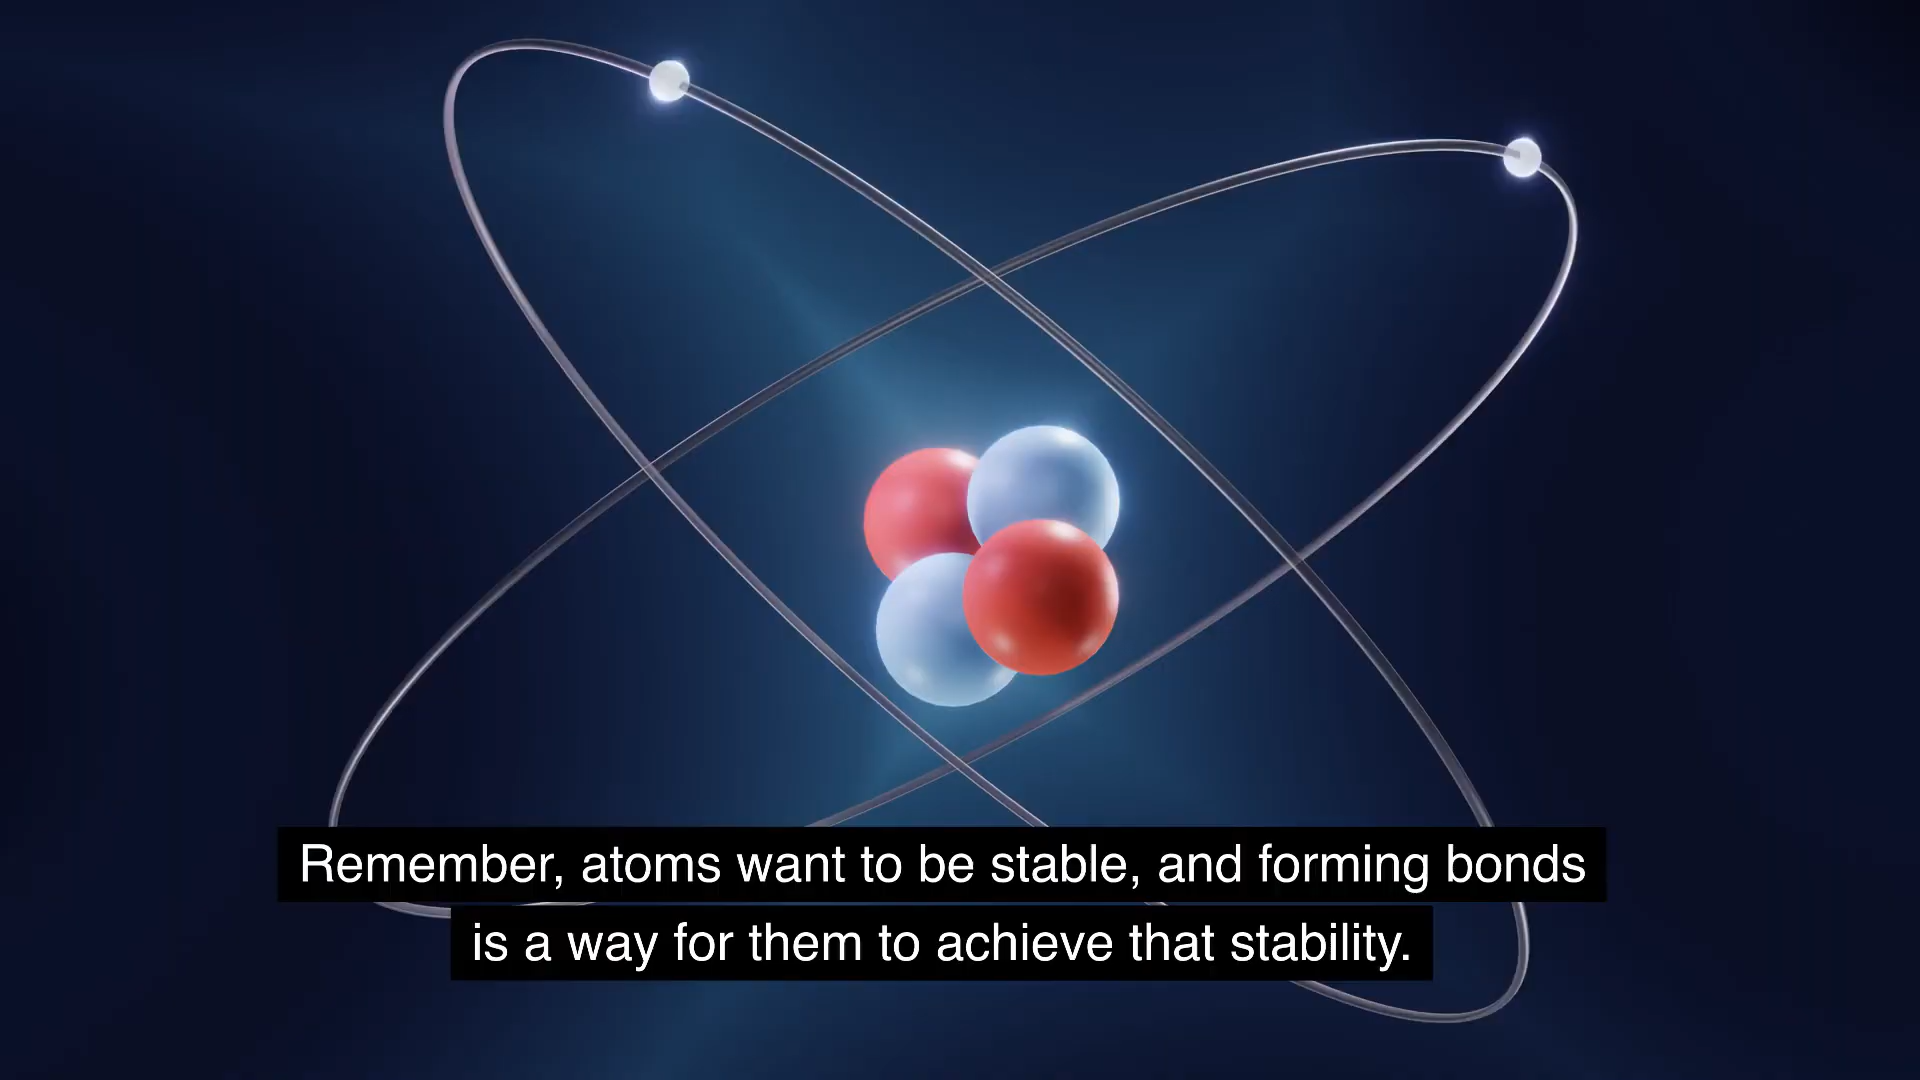 Remember, atoms want to be stable, and forming bonds
is a way for them to achieve that stability.